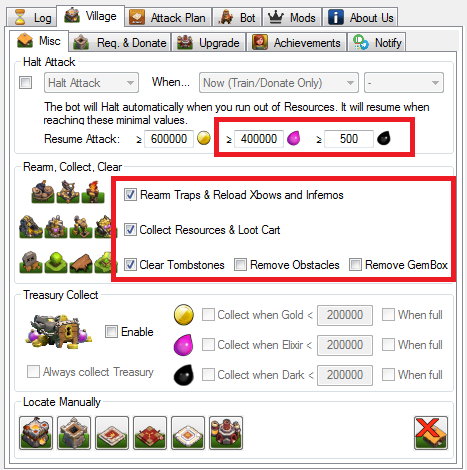 Log Village Attack Plan Bot Mods About Us
Misc Req. & Donate Upgrade Achievements Notify
Halt Attack
Halt Attack When... Now (Train/Donate Only) -
The bot will Halt automatically when you run out of Resources. It will resume when
reaching these minimal values.
Resume Attack: ≥ 600000 ≥ 400000 ≥ 500
Rearm, Collect, Clear
Rearm Traps & Reload Xbows and Infernos
Collect Resources & Loot Cart
Clear Tombstones Remove Obstacles Remove GemBox
Treasury Collect
Enable
Collect when Gold < 200000 When full
Collect when Elixir < 200000 When full
Always collect Treasury Collect when Dark < 200000 When full
Locate Manually